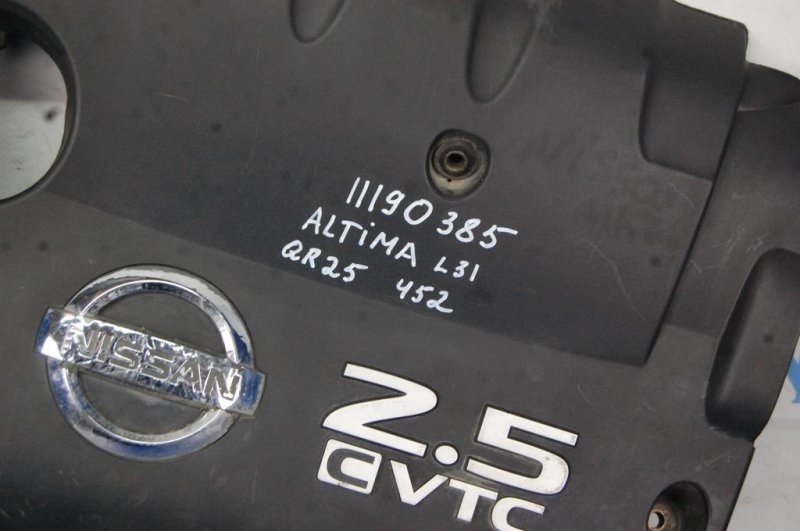 11190385
ALTIMA L31
QR25 452
NISSAN
2.5
CVTC